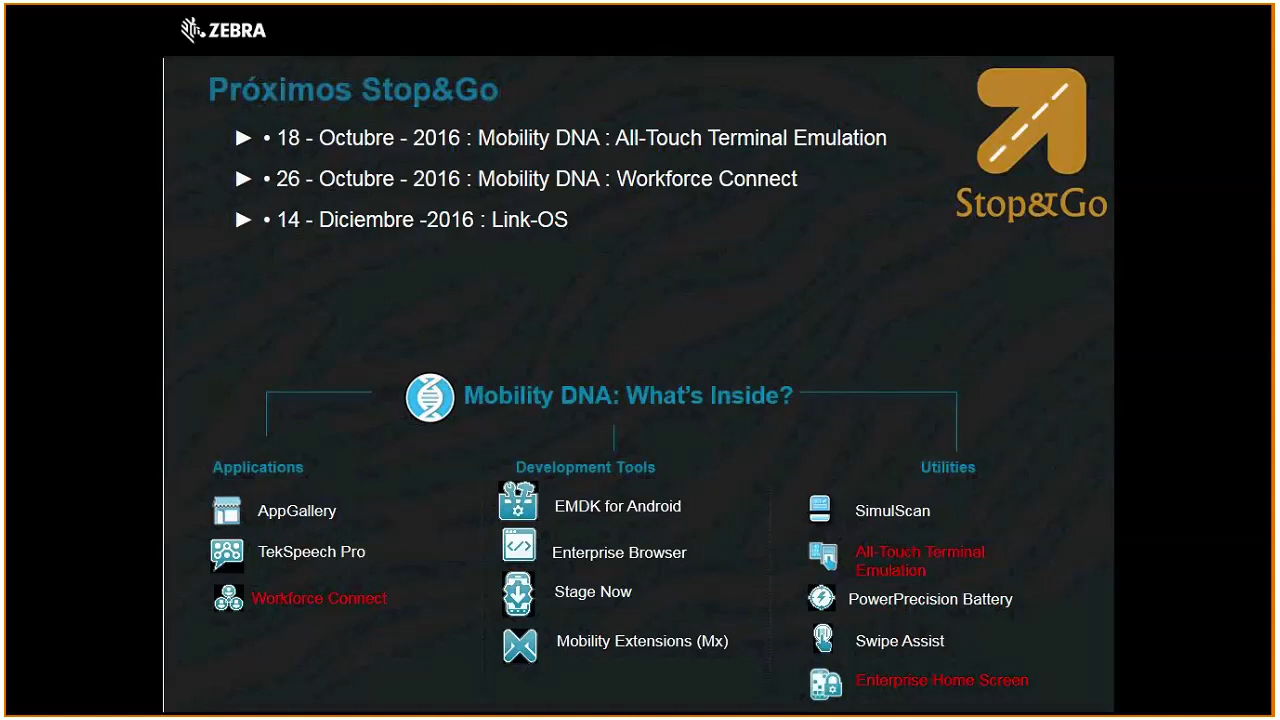 ZEBRA
Próximos Stop&Go
► • 18 - Octubre - 2016 : Mobility DNA : All-Touch Terminal Emulation
► • 26 - Octubre - 2016 : Mobility DNA : Workforce Connect
► • 14 - Diciembre -2016 : Link-OS
Stop&Go
Mobility DNA: What's Inside?
Applications
AppGallery
TekSpeech Pro
Workforce Connect
Development Tools
EMDK for Android
Enterprise Browser
Stage Now
Mobility Extensions (Mx)
Utilities
SimulScan
All-Touch Terminal
Emulation
PowerPrecision Battery
Swipe Assist
Enterprise Home Screen